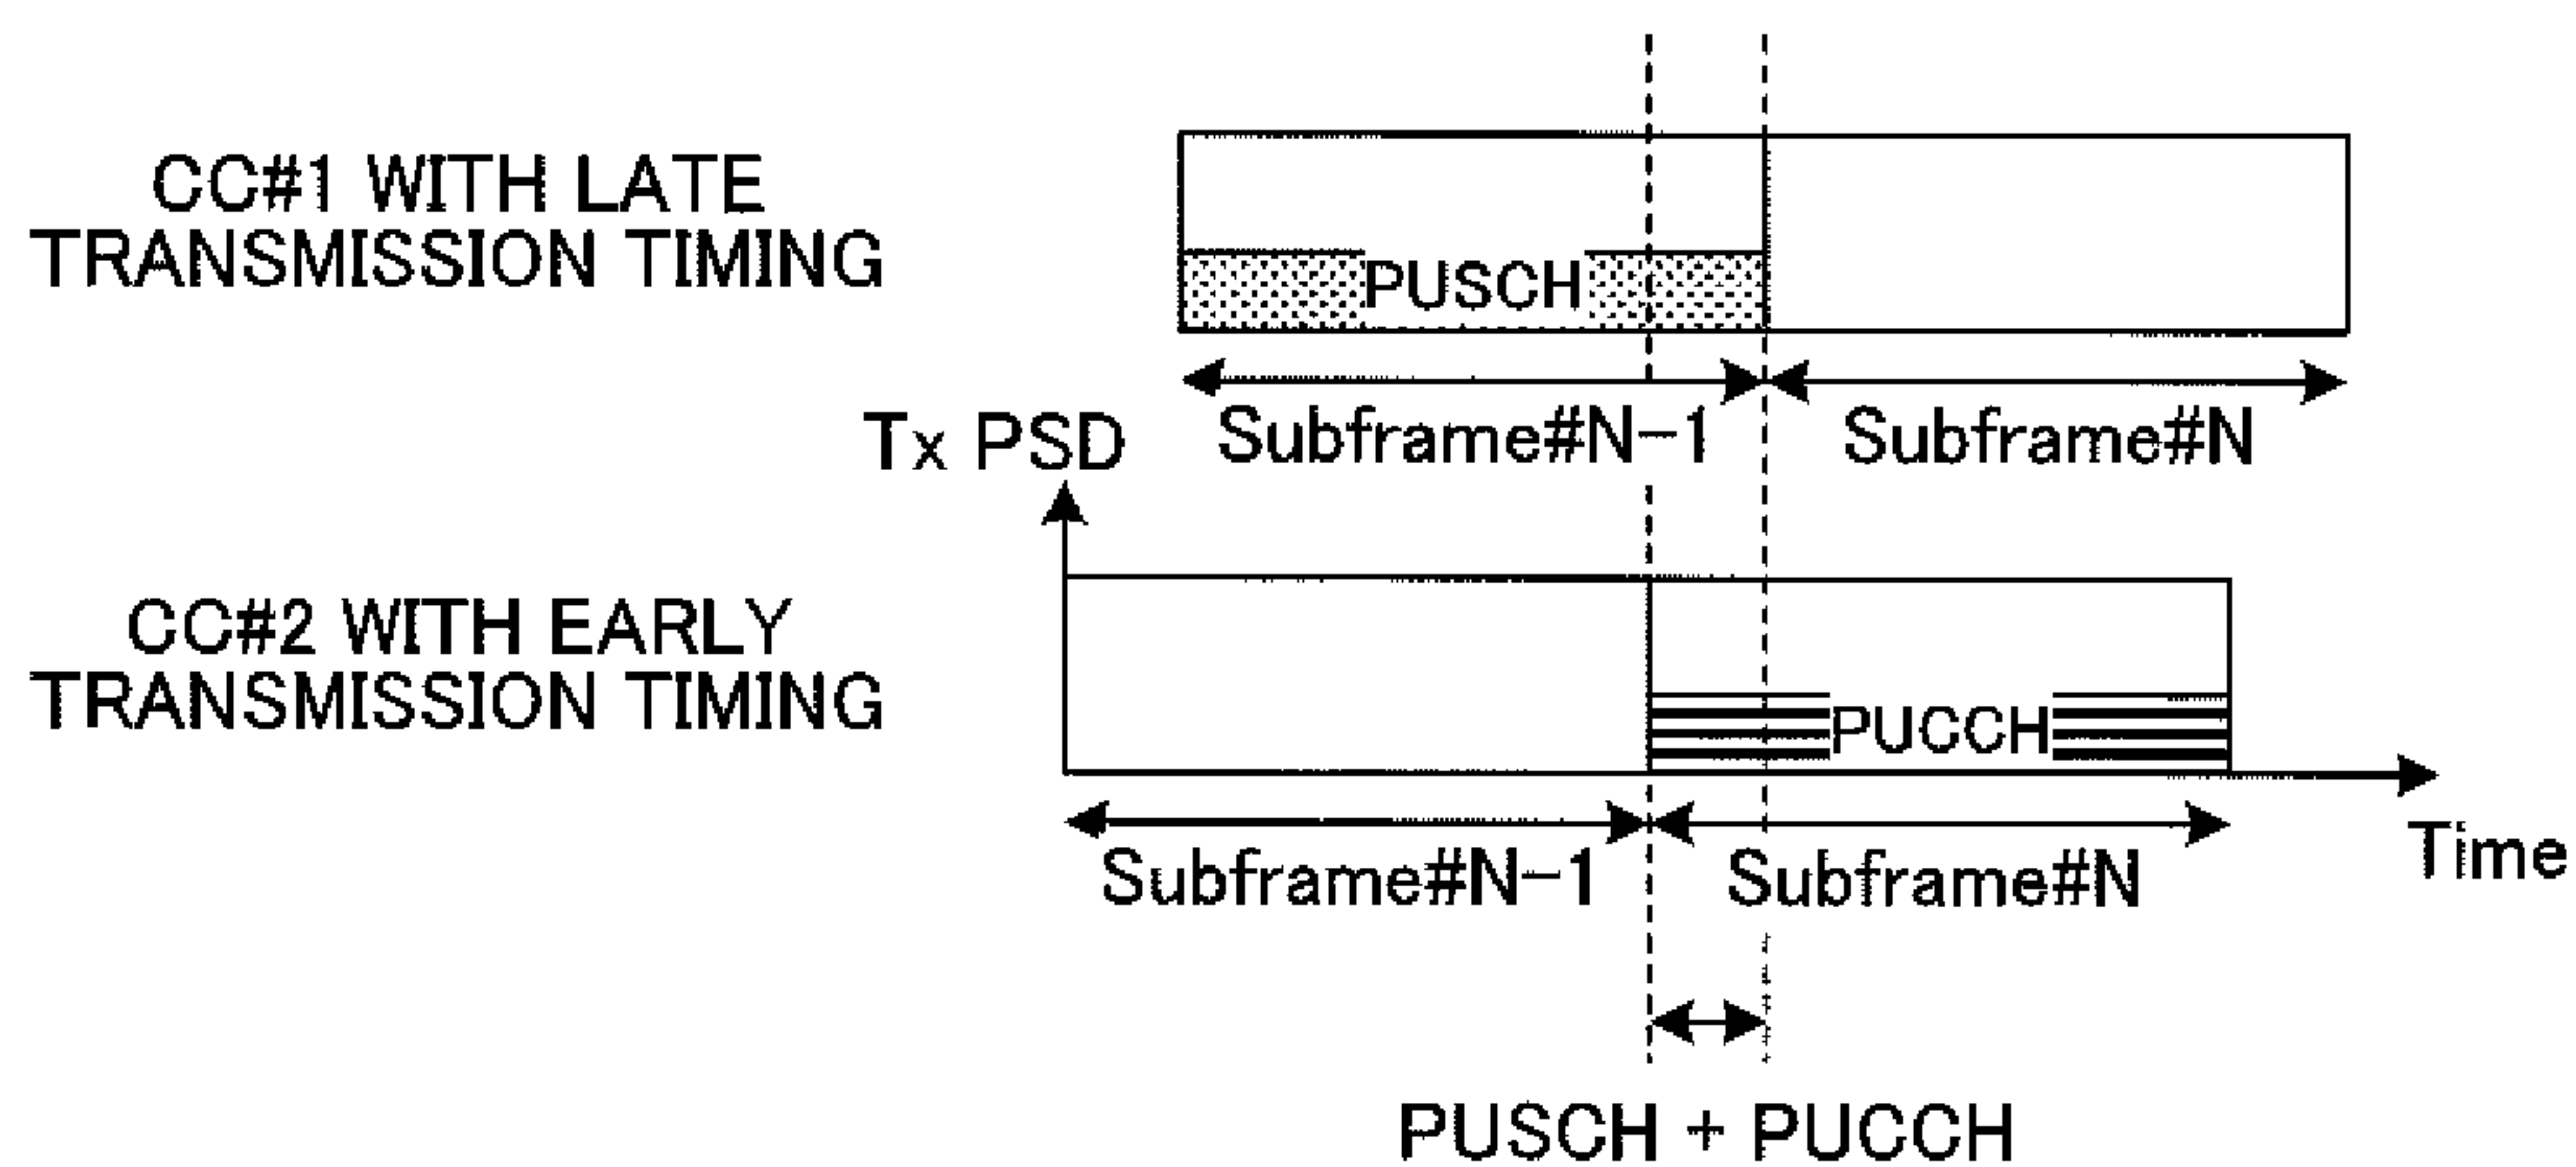 CC#1 WITH LATE
TRANSMISSION TIMING
PUSCH
Subframe#N-1
Subframe#N
Tx PSD
CC#2 WITH EARLY
TRANSMISSION TIMING
PUCCH
Subframe#N-1
Subframe#N
Time
PUSCH + PUCCH